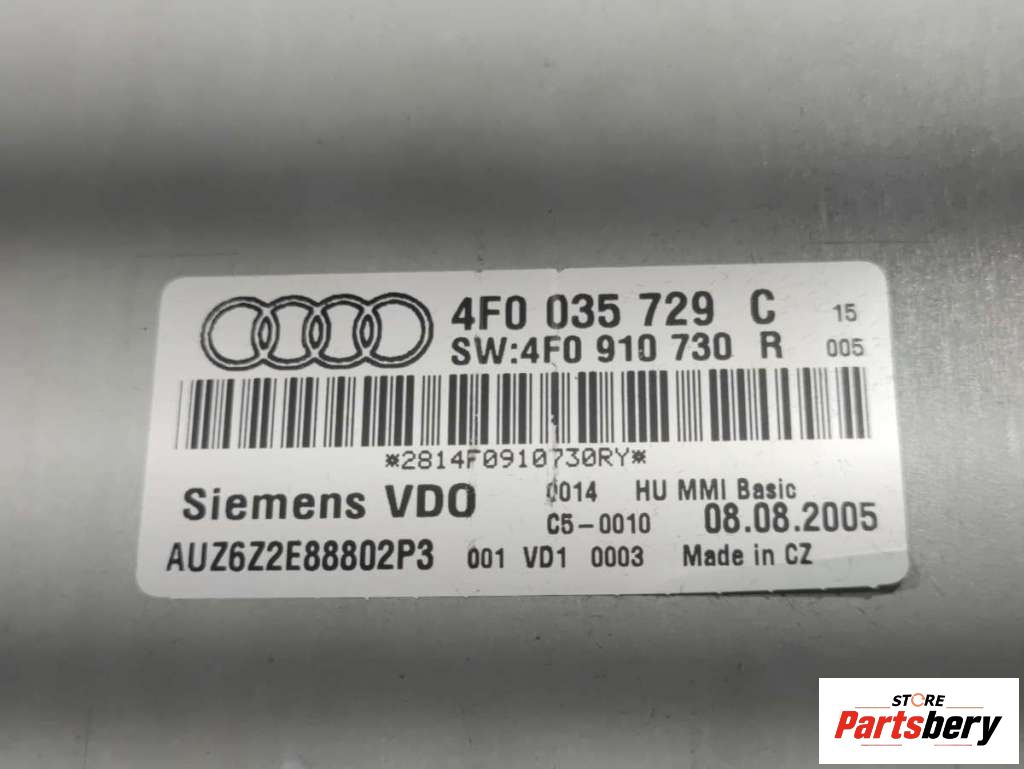 4F0 035 729 C 15
SW:4F0 910 730 R 005
*2814F0910730RY*
Siemens VDO 0014 HU MMI Basic
C5-0010 08.08.2005
AUZ6Z2E88802P3 001 VD1 0003 Made in CZ
STORE
Partsbery